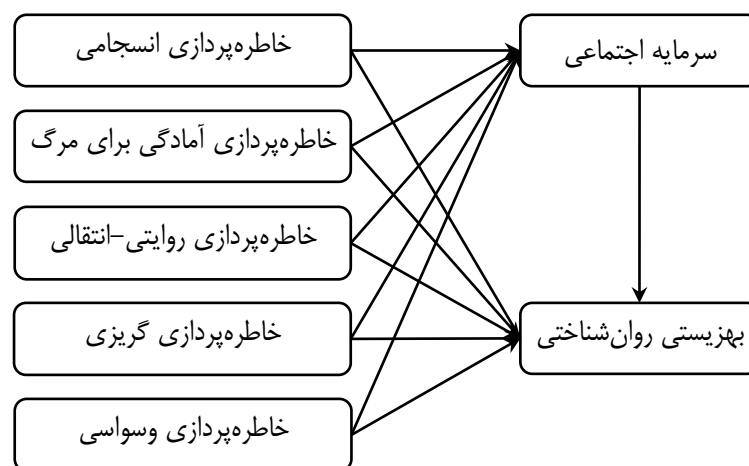 خاطره‌پردازی انسجامی
سرمایه اجتماعی
خاطره‌پردازی آمادگی برای مرگ
خاطره‌پردازی روایتی-انتقالی
خاطره‌پردازی گریزی
بهزیستی روان‌شناختی
خاطره‌پردازی وسواسی